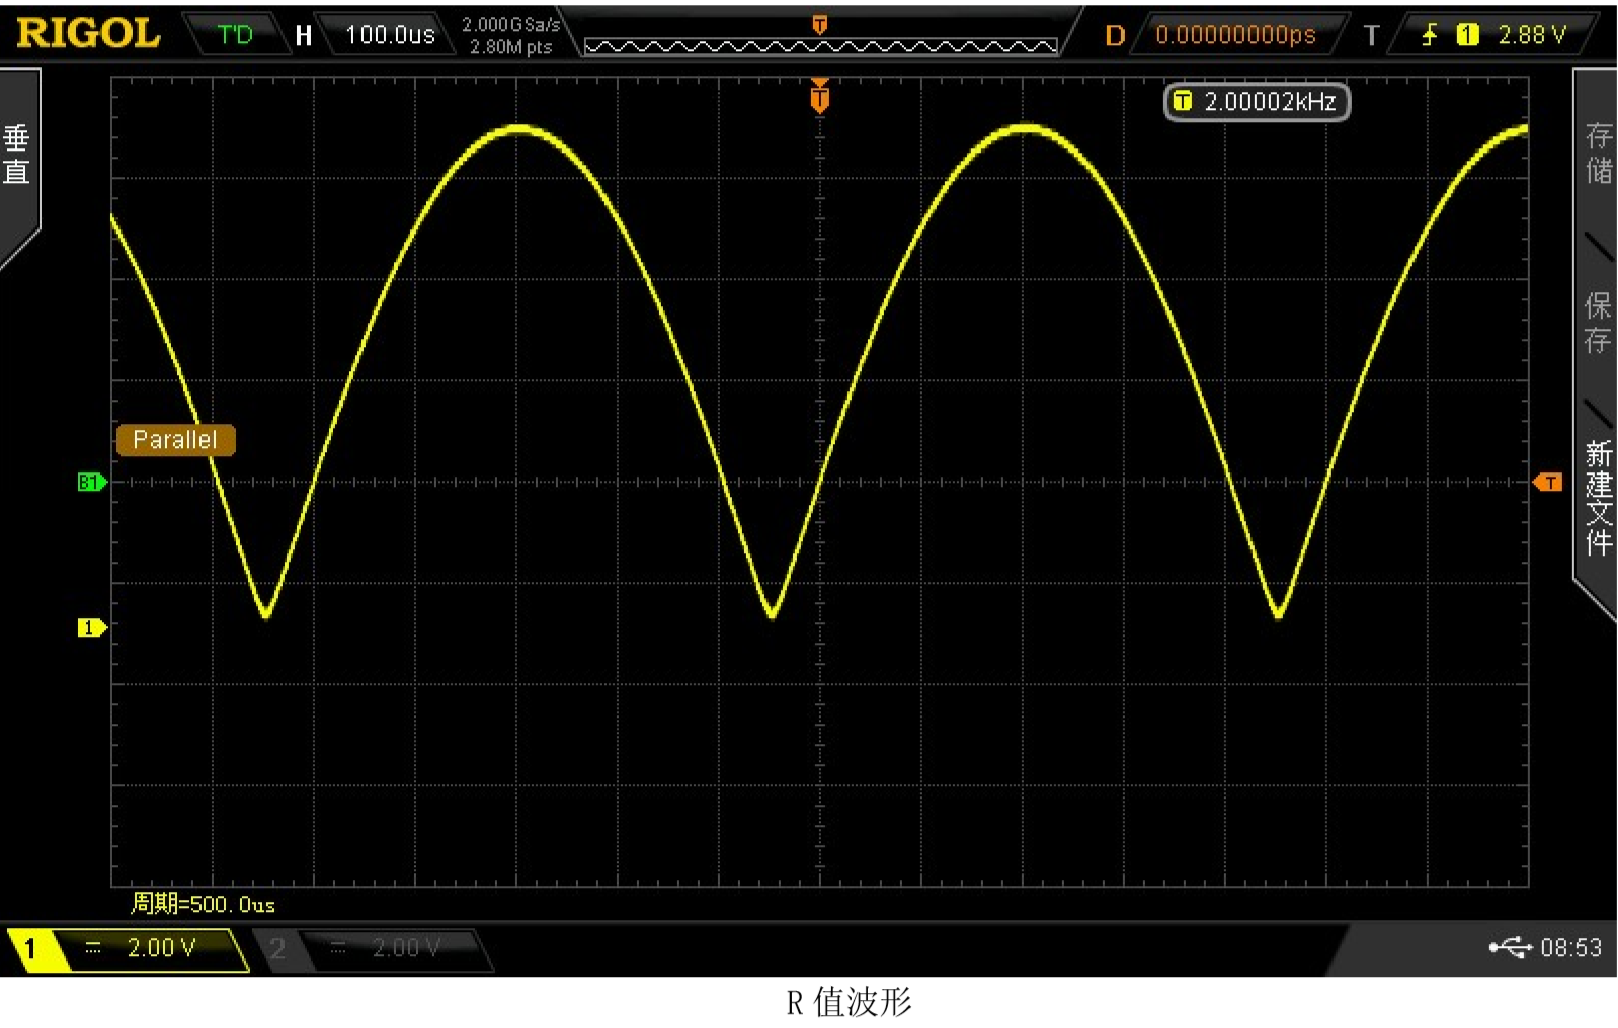 RIGOL T'D H 100.0us 2.000GSa/s D 0.00000000ps T 1 2.88 V
2.80M pts
T
T
T 2.00002kHz
垂直
存储
保存
新建文件
Parallel
B1
T
1
周期=500.0us
1 2.00 V 2 2.00 V 08:53
R 值波形